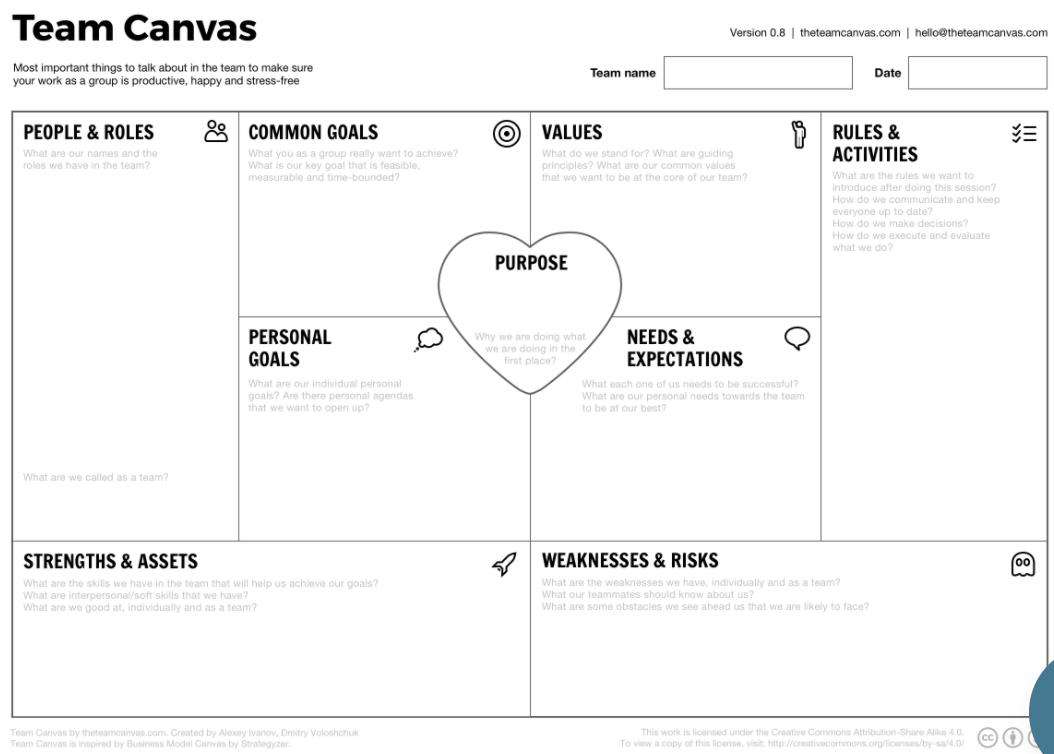 Team Canvas
Version 0.8 | theteamcanvas.com | hello@theteamcanvas.com
Most important things to talk about in the team to make sure
your work as a group is productive, happy and stress-free
Team name
Date
PEOPLE & ROLES
What are our names and the
roles we have in the team?
What are we called as a team?
COMMON GOALS
What you as a group really want to achieve?
What is our key goal that is feasible,
measurable and time-bounded?
VALUES
What do we stand for? What are guiding
principles? What are our common values
that we want to be at the core of our team?
RULES &
ACTIVITIES
What are the rules we want to
introduce after doing this session?
How do we communicate and keep
everyone up to date?
How do we make decisions?
How do we execute and evaluate
what we do?
PURPOSE
Why we are doing what
we are doing in the
first place?
PERSONAL
GOALS
What are our individual personal
goals? Are there personal agendas
that we want to open up?
NEEDS &
EXPECTATIONS
What each one of us needs to be successful?
What are our personal needs towards the team
to be at our best?
STRENGTHS & ASSETS
What are the skills we have in the team that will help us achieve our goals?
What are interpersonal/soft skills that we have?
What are we good at, individually and as a team?
WEAKNESSES & RISKS
What are the weaknesses we have, individually and as a team?
What our teammates should know about us?
What are some obstacles we see ahead us that we are likely to face?
Team Canvas by theteamcanvas.com. Created by Alexey Ivanov, Dmitry Voloshchuk
Team Canvas is inspired by Business Model Canvas by Strategyzer.
This work is licensed under the Creative Commons Attribution-Share Alike 4.0.
To view a copy of this license, visit: http://creativecommons.org/licenses/by-sa/4.0/
cc